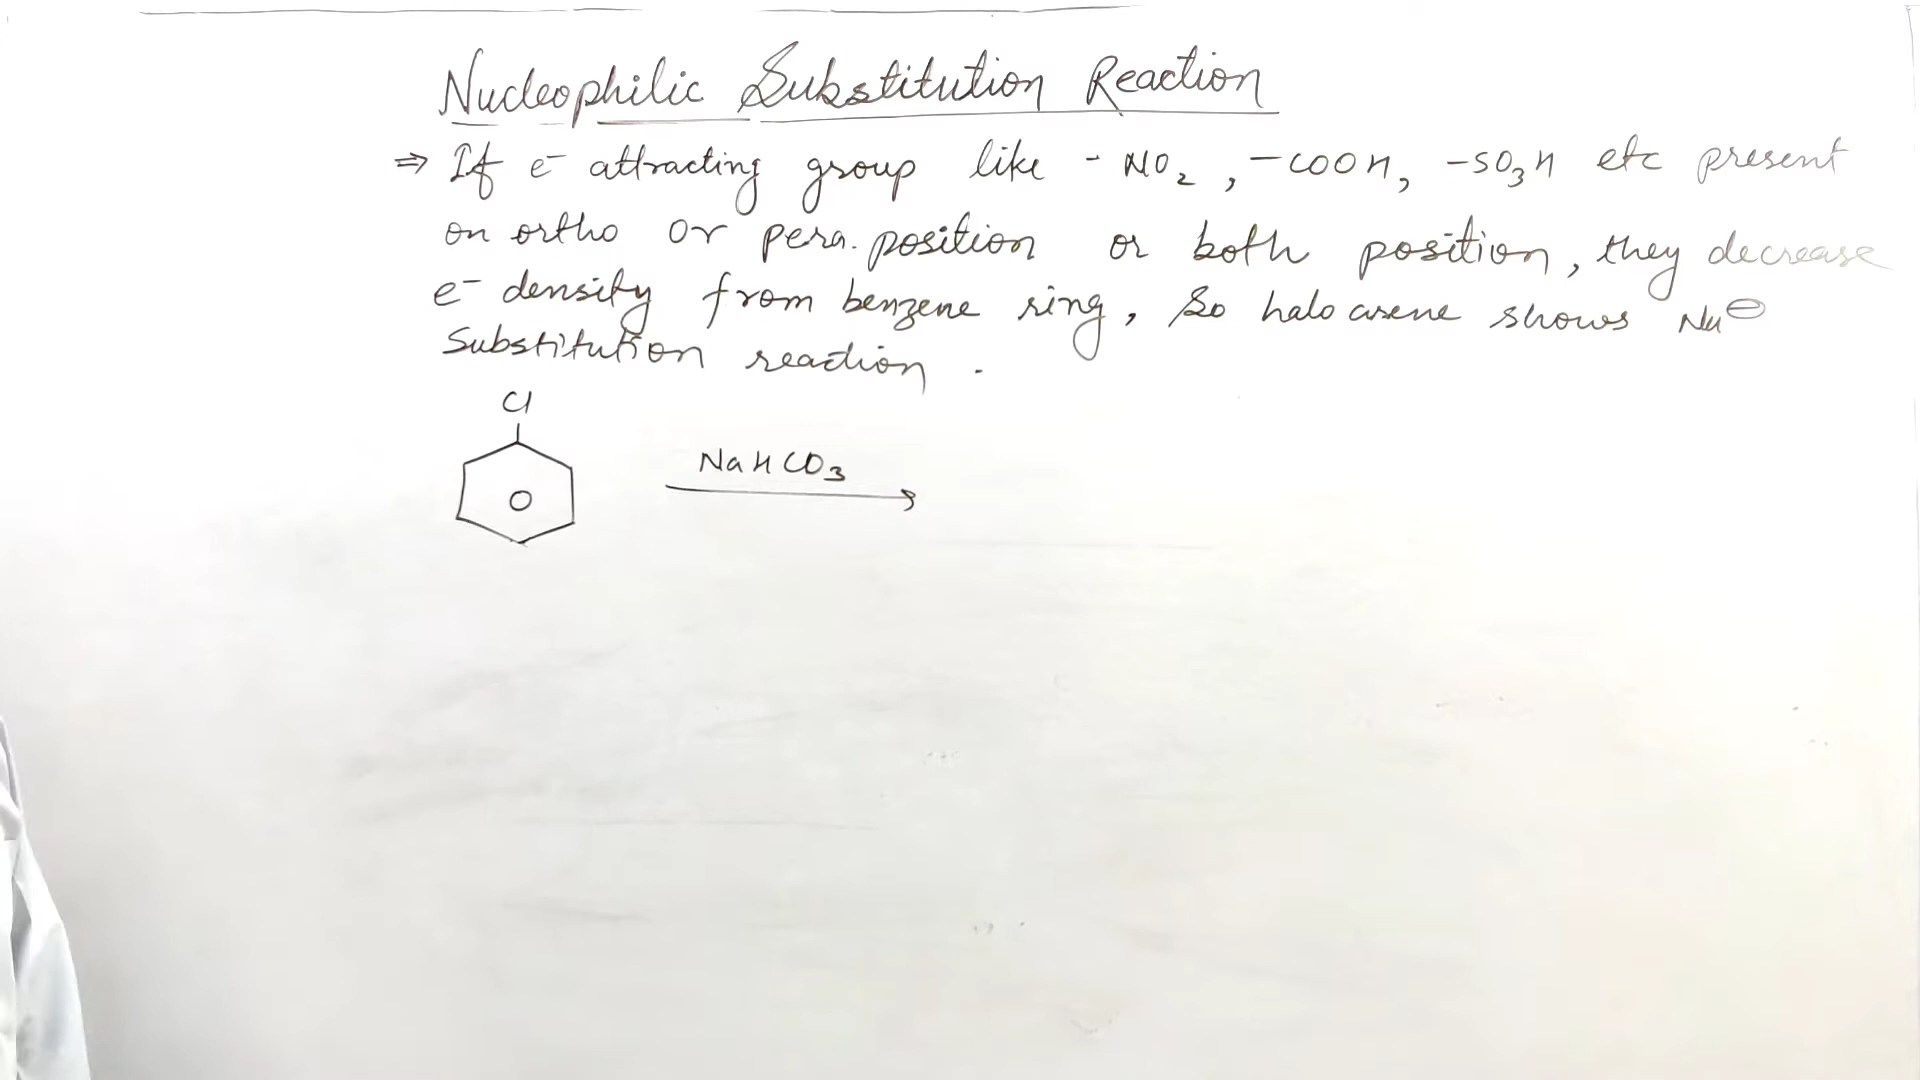 Nucleophilic Substitution Reaction
⇒ If e⁻ attracting group like - NO₂, -COOH, -SO₃H etc present
on ortho or pera. position or both position, they decrease
e⁻ density from benzene ring, So halo arene shows Nu⊖
Substitution reaction .
Cl
NaHCO₃